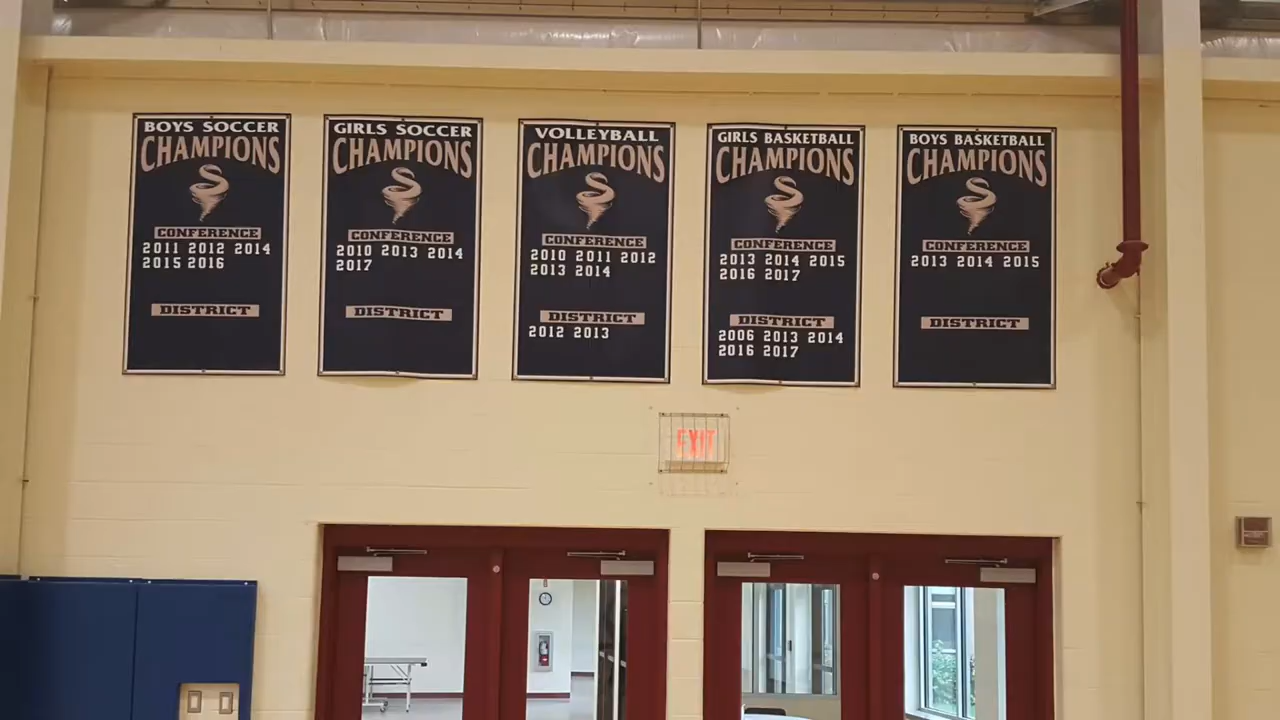 BOYS SOCCER
CHAMPIONS
S
CONFERENCE
2011 2012 2014
2015 2016
DISTRICT
GIRLS SOCCER
CHAMPIONS
S
CONFERENCE
2010 2013 2014
2017
DISTRICT
VOLLEYBALL
CHAMPIONS
S
CONFERENCE
2010 2011 2012
2013 2014
DISTRICT
2012 2013
GIRLS BASKETBALL
CHAMPIONS
S
CONFERENCE
2013 2014 2015
2016 2017
DISTRICT
2006 2013 2014
2016 2017
BOYS BASKETBALL
CHAMPIONS
S
CONFERENCE
2013 2014 2015
DISTRICT
EXIT